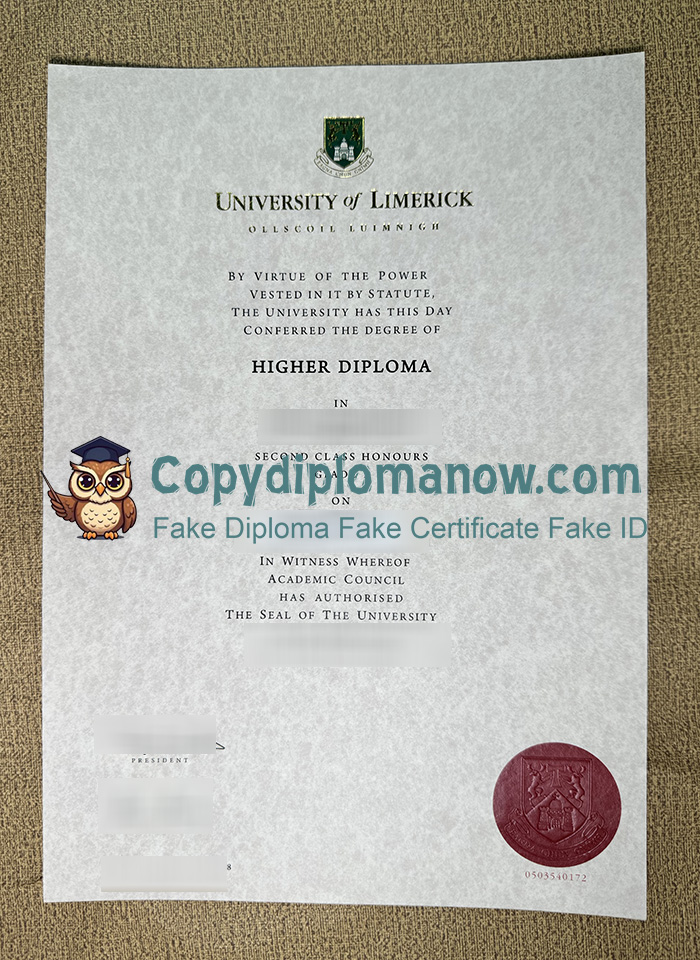 UNIVERSITY of LIMERICK
OLLSCOIL LUIMNIGH
BY VIRTUE OF THE POWER
VESTED IN IT BY STATUTE,
THE UNIVERSITY HAS THIS DAY
CONFERRED THE DEGREE OF
HIGHER DIPLOMA
IN
SECOND CLASS HONOURS
Copydiplomanow.com
ON
Fake Diploma Fake Certificate Fake ID
IN WITNESS WHEREOF
ACADEMIC COUNCIL
HAS AUTHORISED
THE SEAL OF THE UNIVERSITY
PRESIDENT
8
0503540172